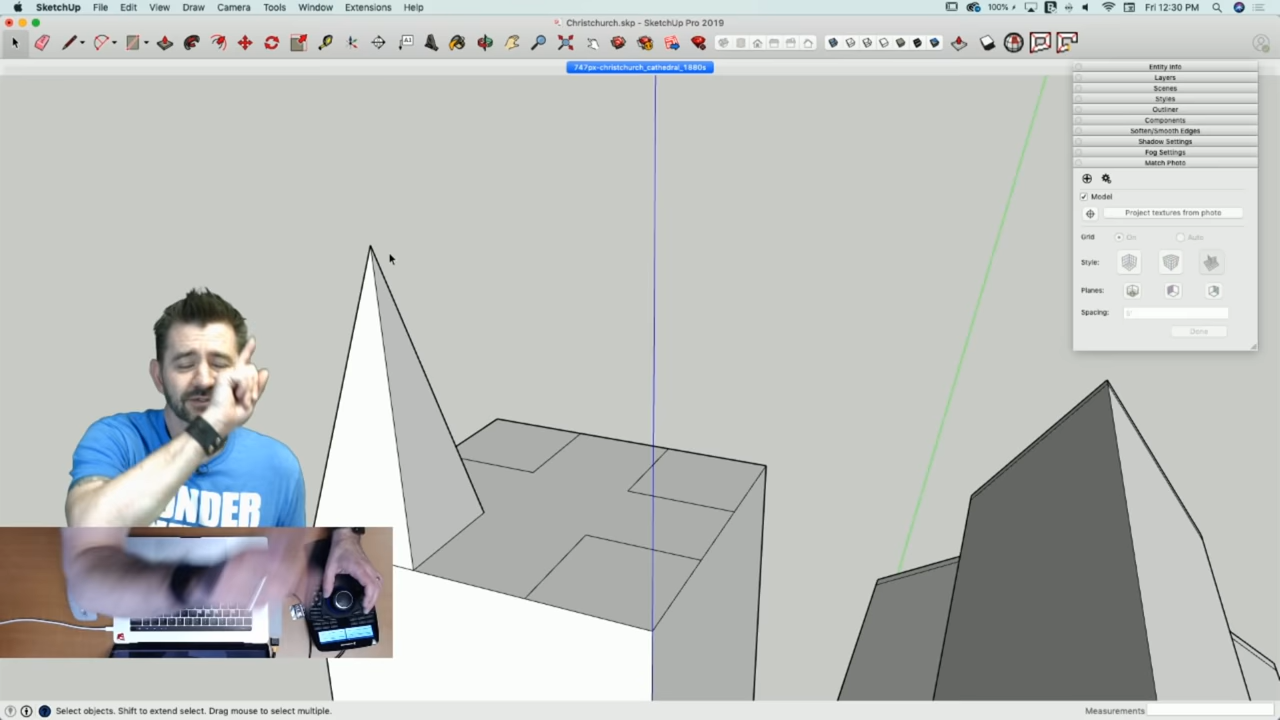 SketchUp File Edit View Draw Camera Tools Window Extensions Help 100% Fri 12:30 PM
Christchurch.skp - SketchUp Pro 2019
747px-christchurch_cathedral_1880s
Entity Info
Layers
Scenes
Styles
Outliner
Components
Soften/Smooth Edges
Shadow Settings
Fog Settings
Match Photo
Model
Project textures from photo
Grid On Auto
Style:
Planes:
Spacing:
Done
ONDER
Select objects. Shift to extend select. Drag mouse to select multiple. Measurements